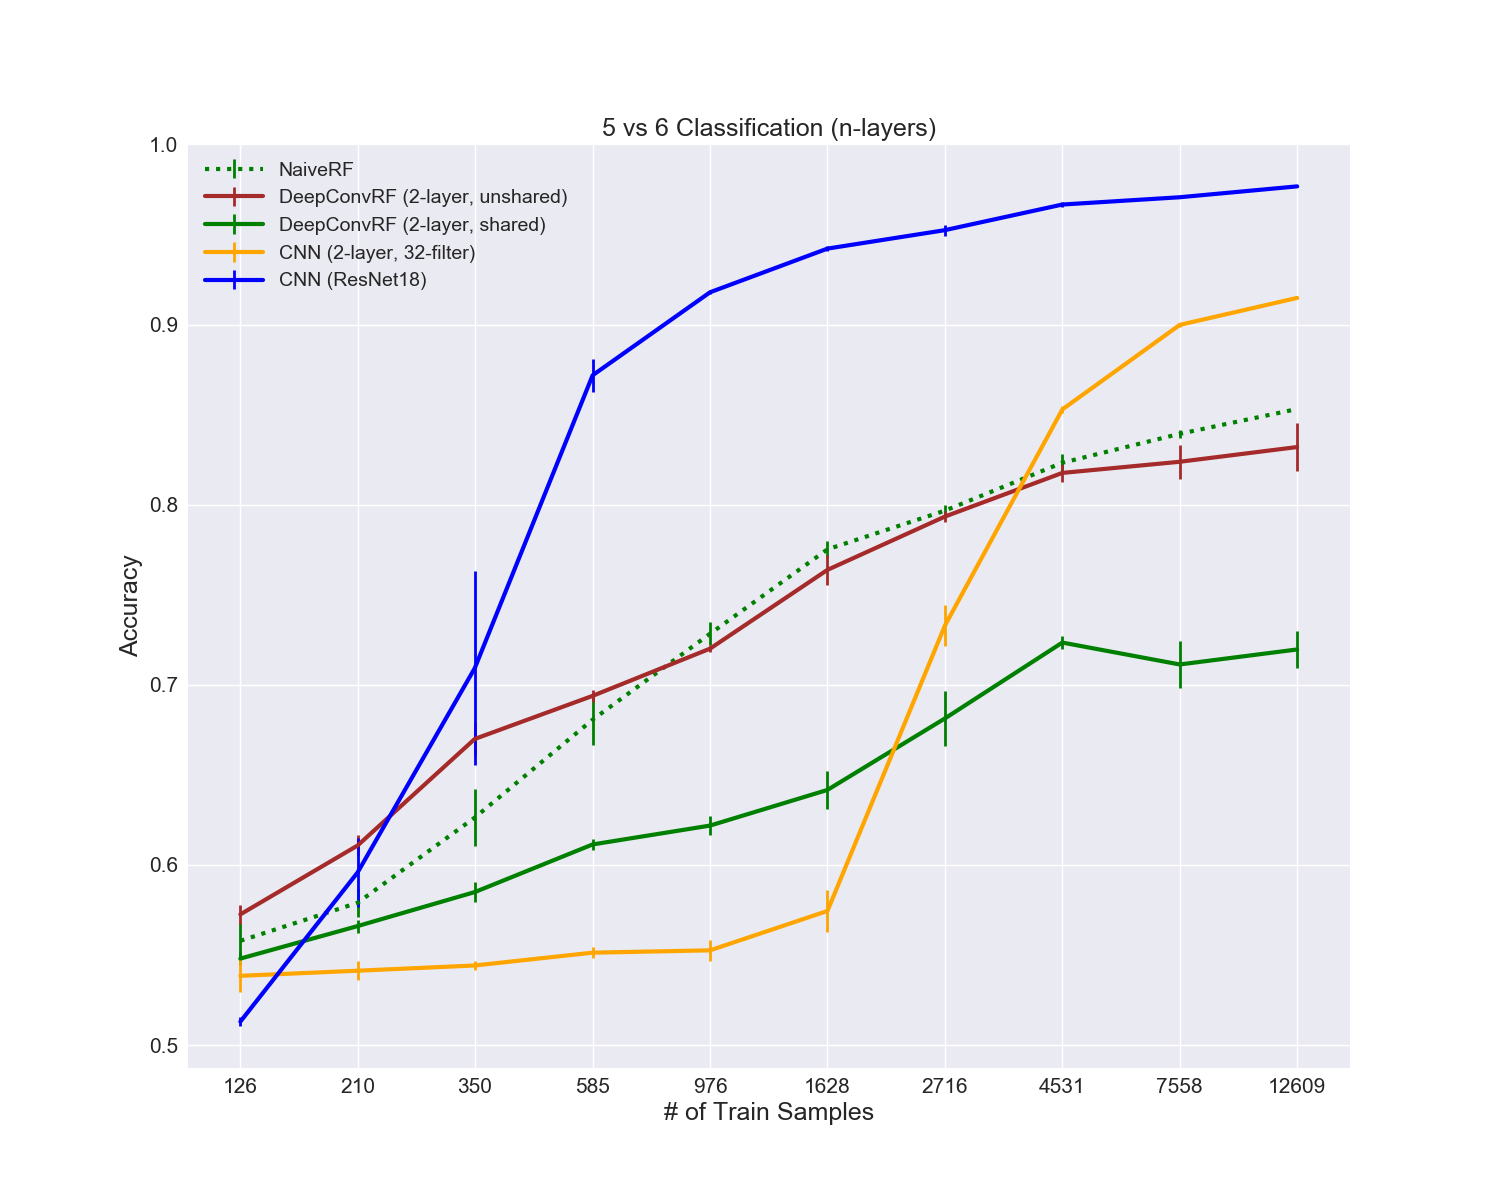 5 vs 6 Classification (n-layers)
1.0
0.9
0.8
0.7
0.6
0.5
Accuracy
NaiveRF
DeepConvRF (2-layer, unshared)
DeepConvRF (2-layer, shared)
CNN (2-layer, 32-filter)
CNN (ResNet18)
126 210 350 585 976 1628 2716 4531 7558 12609
# of Train Samples